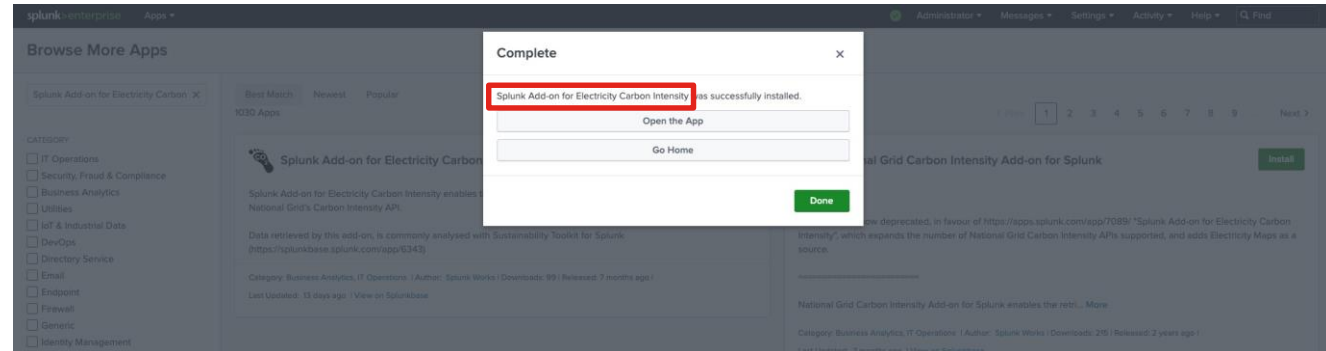 splunk>enterprise Apps
Administrator Messages Settings Activity Help Find
Browse More Apps
Splunk Add-on for Electricity Carbon X
Best Match Newest Popular
1030 Apps
< Prev 1 2 3 4 5 6 7 8 9 Next >
CATEGORY
IT Operations
Security, Fraud & Compliance
Business Analytics
Utilities
IoT & Industrial Data
DevOps
Directory Service
Email
Endpoint
Firewall
Generic
Identity Management
Complete
×
Splunk Add-on for Electricity Carbon Intensity was successfully installed.
Open the App
Go Home
Done
Splunk Add-on for Electricity Carbon
Splunk Add-on for Electricity Carbon Intensity enables
National Grid's Carbon Intensity API.
Data retrieved by this add-on, is commonly analysed with Sustainability Toolkit for Splunk
(https://splunkbase.splunk.com/app/6343)
Category: Business Analytics, IT Operations | Author: Splunk Works | Downloads: 99 | Released: 7 months ago |
Last Updated: 13 days ago | View on Splunkbase
al Grid Carbon Intensity Add-on for Splunk
Install
now deprecated, in favour of https://apps.splunk.com/app/7089/ "Splunk Add-on for Electricity Carbon
Intensity", which expands the number of National Grid Carbon Intensity APIs supported, and adds Electricity Maps as a
source.
National Grid Carbon Intensity Add-on for Splunk enables the retri... More
Category: Business Analytics, IT Operations | Author: Splunk Works | Downloads: 215 | Released: 2 years ago |